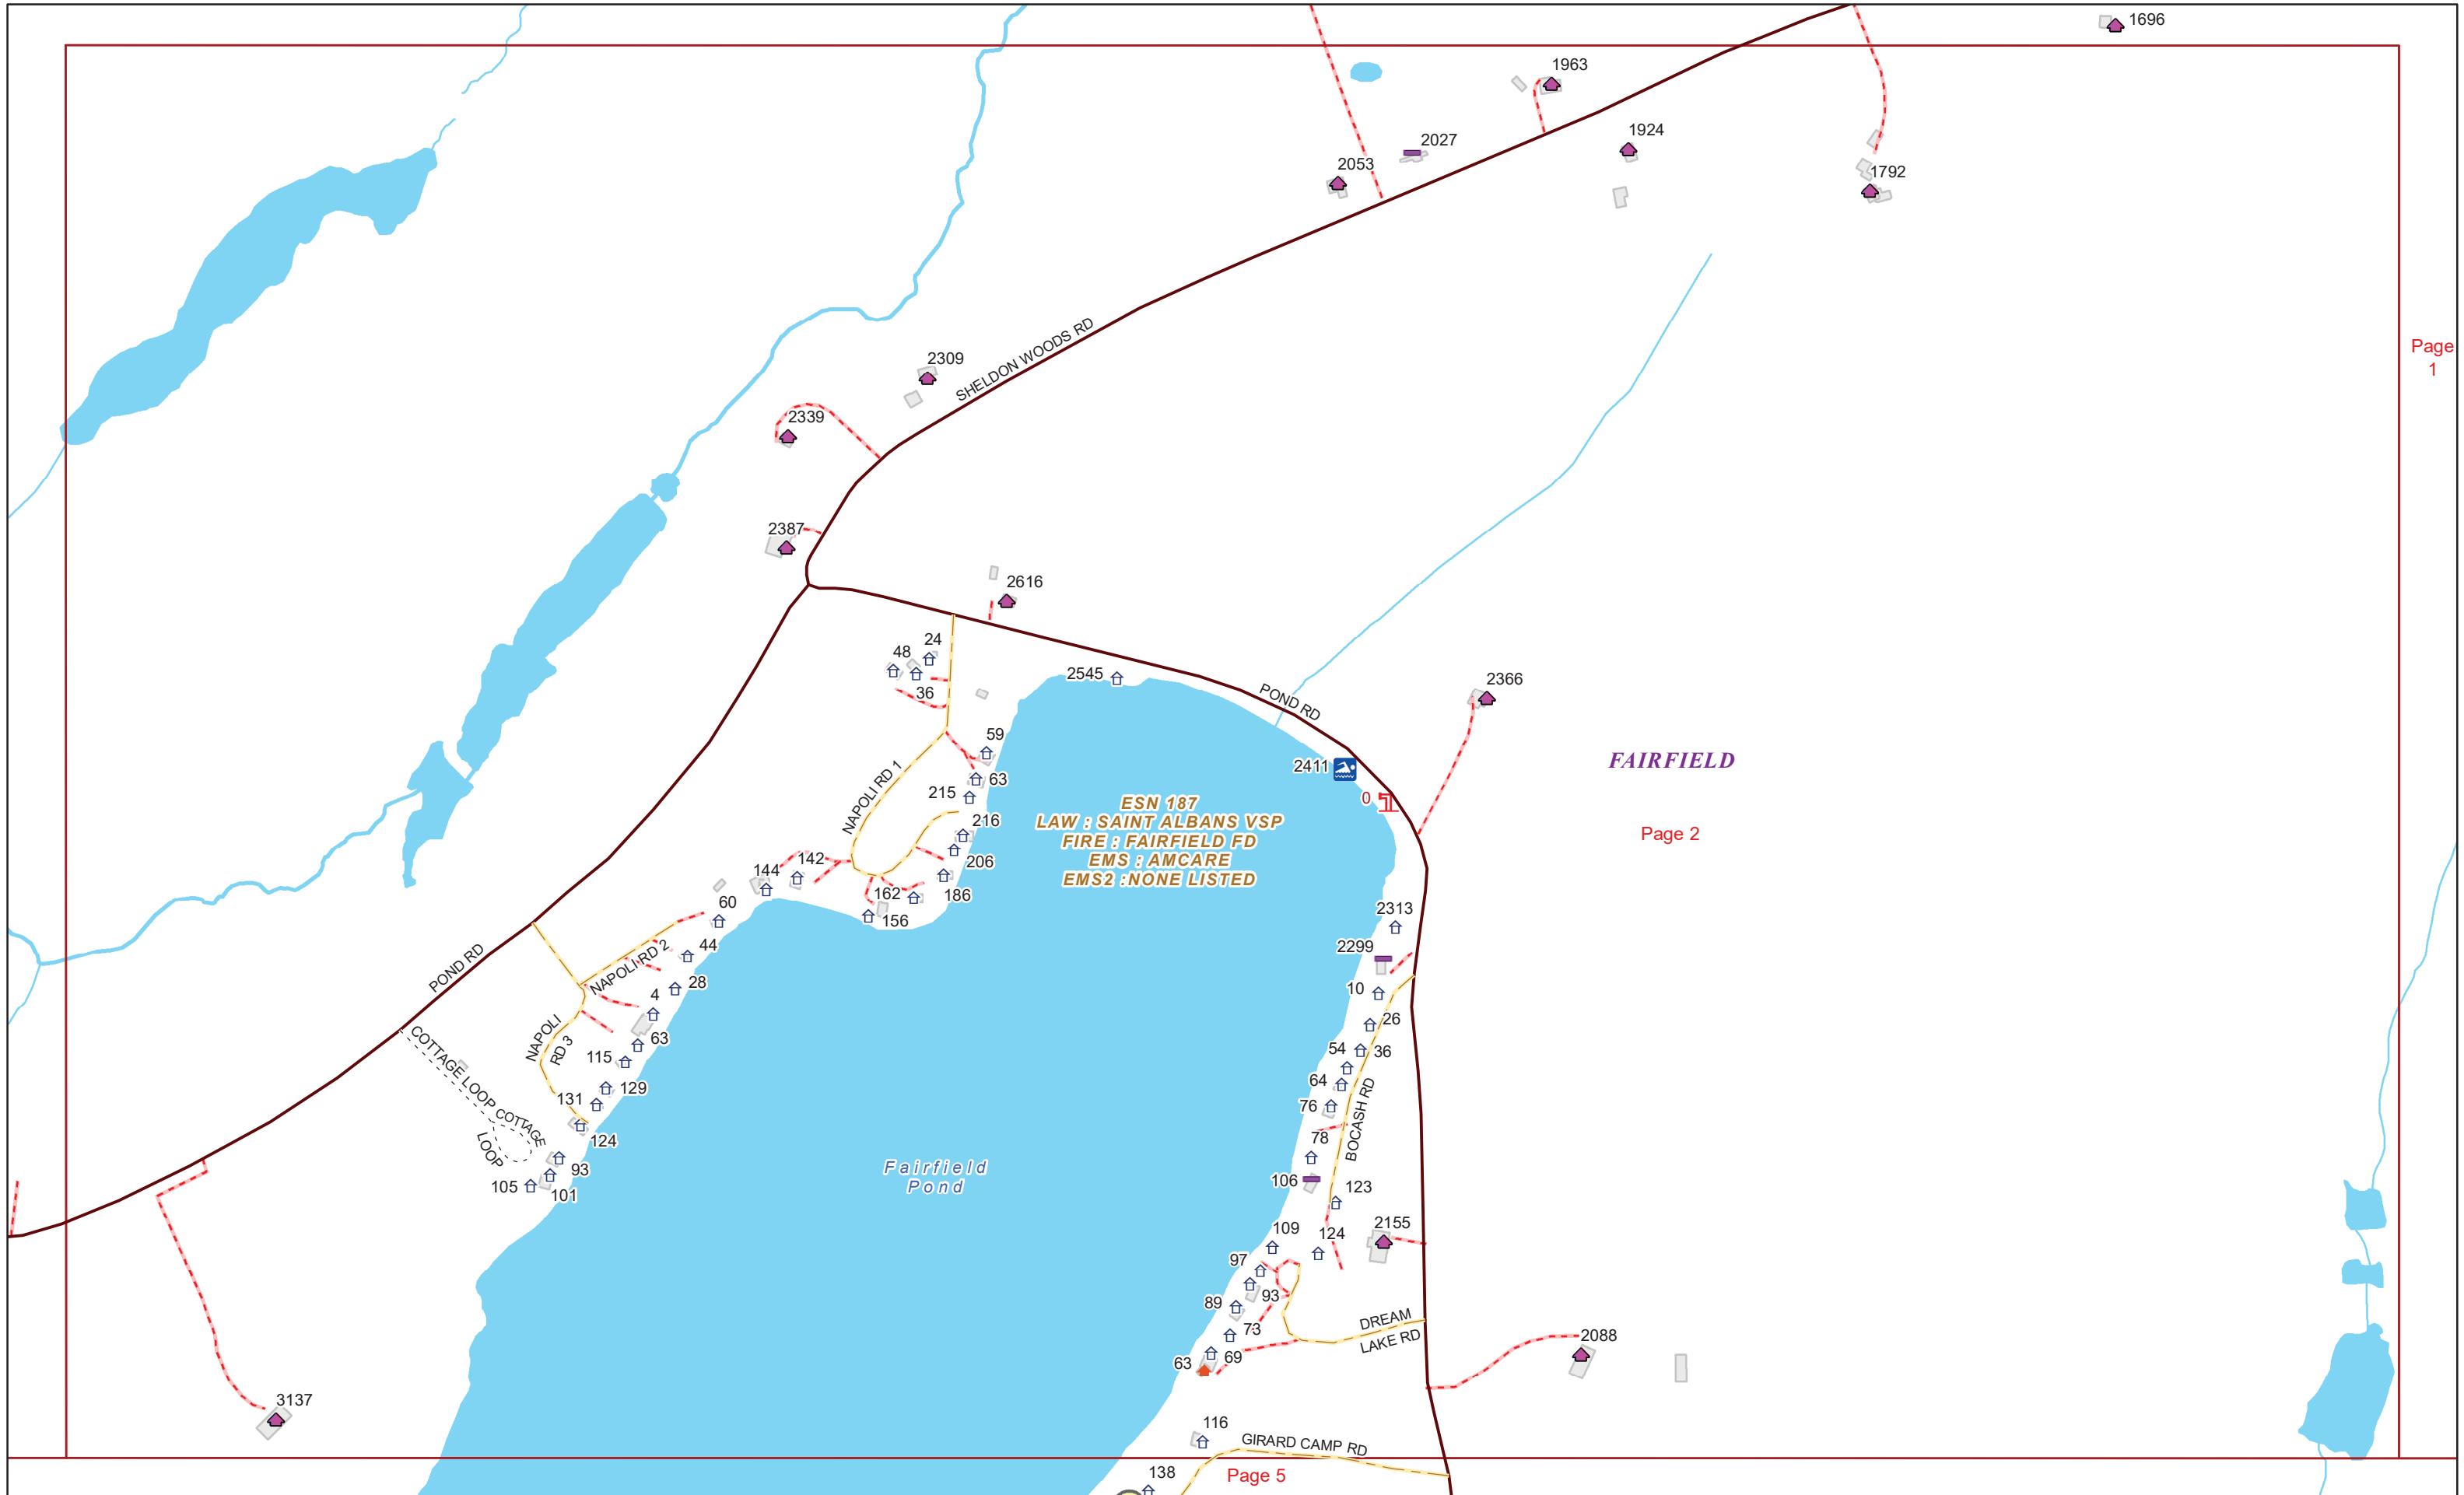 1696
1963
1924
2027
2053
1792
Page
1
SHELDON WOODS RD
2309
2339
2387
2616
24
48
36
2545
POND RD
2366
59
FAIRFIELD
2411
63
NAPOLI RD 1
215
0
ESN 187
LAW : SAINT ALBANS VSP
FIRE : FAIRFIELD FD
EMS : AMCARE
EMS2 :NONE LISTED
216
Page 2
206
142
144
162
186
60
156
2313
44
2299
NAPOLI RD 2
POND RD
28
4
10
26
NAPOLI
RD 3
63
54
36
115
64
COTTAGE LOOP
129
131
76
BOCASH RD
COTTAGE
LOOP
124
78
93
Fairfield
Pond
105
101
106
123
109
124
2155
97
93
89
DREAM
LAKE RD
73
2088
63
69
3137
116
GIRARD CAMP RD
138
Page 5